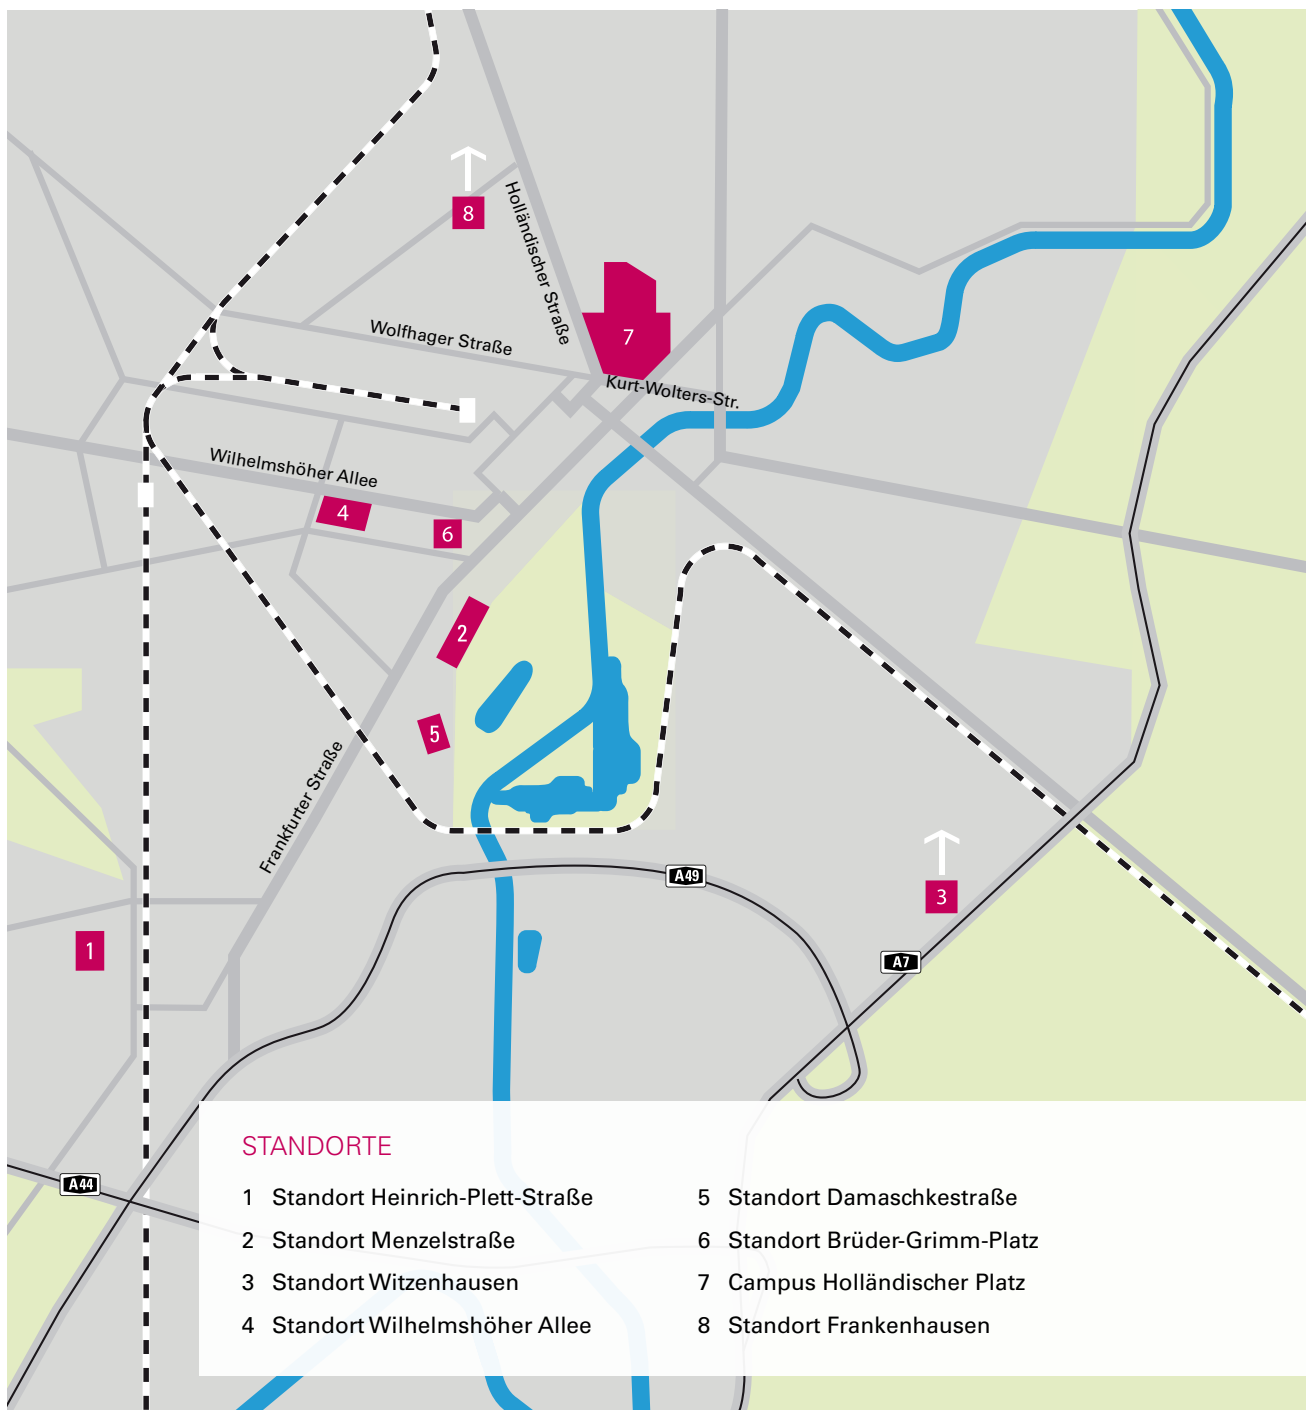 8
Holländischer Straße
Wolfhager Straße
7
Kurt-Wolters-Str.
Wilhelmshöher Allee
4
6
2
5
Frankfurter Straße
A49
3
1
A7
A44
STANDORTE
1 Standort Heinrich-Plett-Straße
2 Standort Menzelstraße
3 Standort Witzenhausen
4 Standort Wilhelmshöher Allee
5 Standort Damaschkestraße
6 Standort Brüder-Grimm-Platz
7 Campus Holländischer Platz
8 Standort Frankenhausen